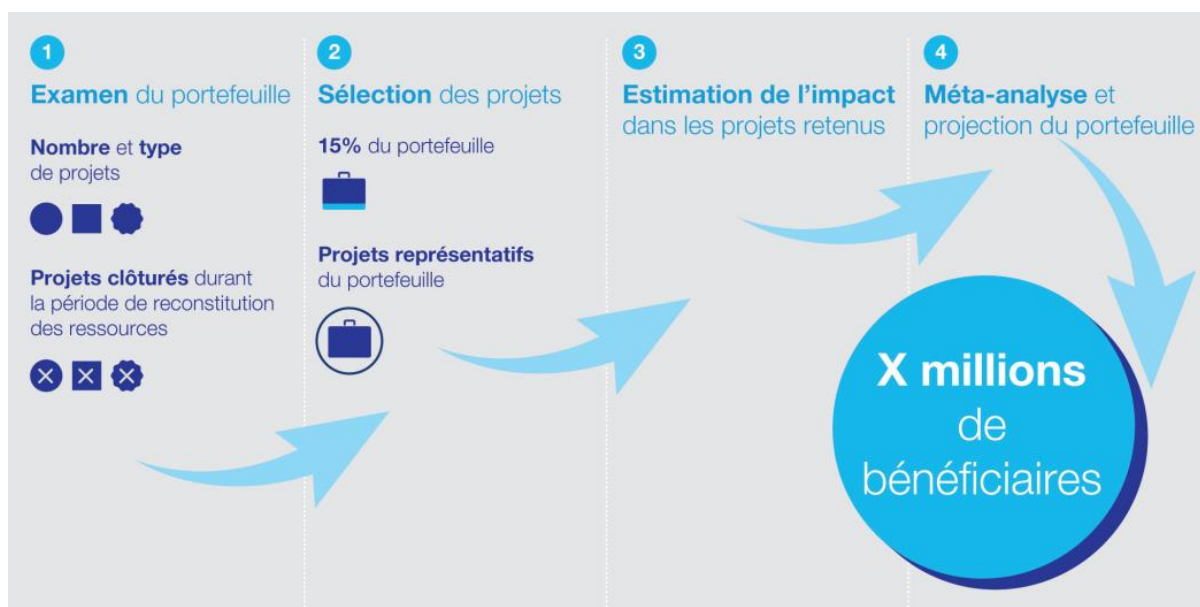 1
Examen du portefeuille
Nombre et type
de projets
Projets clôturés durant
la période de reconstitution
des ressources
2
Sélection des projets
15% du portefeuille
Projets représentatifs
du portefeuille
3
Estimation de l'impact
dans les projets retenus
4
Méta-analyse et
projection du portefeuille
X millions
de
bénéficiaires